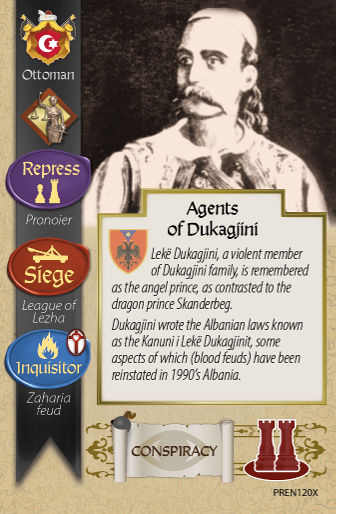 Ottoman
Repress
Pronoier
Siege
League of
Lezha
Inquisitor
Zaharia
feud
Agents
of Dukagjini
Lekë Dukagjini, a violent member
of Dukagjini family, is remembered
as the angel prince, as contrasted to the
dragon prince Skanderbeg.
Dukagjini wrote the Albanian laws known
as the Kanuni i Lekë Dukagjinit, some
aspects of which (blood feuds) have been
reinstated in 1990's Albania.
CONSPIRACY
PREN120X